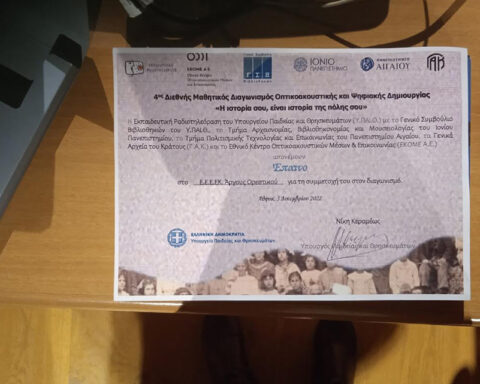 ΕΚΟΜΕ Α.Ε.
ΙΟΝΙΟ
ΠΑΝΕΠΙΣΤΗΜΙΟ
ΠΑΝΕΠΙΣΤΗΜΙΟ
ΑΙΓΑΙΟΥ
4ος Διεθνής Μαθητικός Διαγωνισμός Οπτικοακουστικής και Ψηφιακής Δημιουργίας
«Η ιστορία σου, είναι ιστορία της πόλης σου»
Η Εκπαιδευτική Ραδιοτηλεόραση του Υπουργείου Παιδείας και Θρησκευμάτων (Υ.ΠΑΙ.Θ.) με το Γενικό Συμβούλιο
Βιβλιοθηκών του Υ.ΠΑΙ.Θ., το Τμήμα Αρχειονομίας, Βιβλιοθηκονομίας και Μουσειολογίας του Ιονίου
Πανεπιστημίου, το Τμήμα Πολιτισμικής Τεχνολογίας και Επικοινωνίας του Πανεπιστημίου Αιγαίου, τα Γενικά
Αρχεία του Κράτους (Γ.Α.Κ.) και το Εθνικό Κέντρο Οπτικοακουστικών Μέσων & Επικοινωνίας (ΕΚΟΜΕ Α.Ε.)
απονέμουν
Έπαινο
στο Ε.Ε.Ε.ΕΚ. Άργους Ορεστικού για τη συμμετοχή του στον διαγωνισμό.
Αθήνα, 3 Δεκεμβρίου 2022
Νίκη Κεραμέως
Υπουργός Παιδείας και Θρησκευμάτων
ΕΛΛΗΝΙΚΗ ΔΗΜΟΚΡΑΤΙΑ
Υπουργείο Παιδείας και Θρησκευμάτων